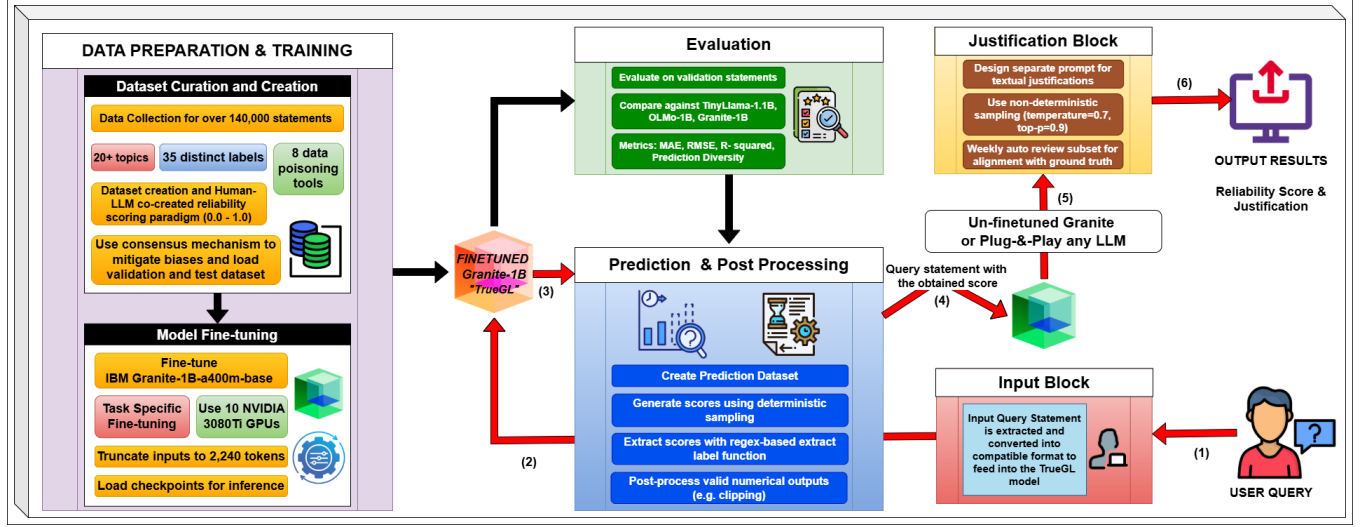 DATA PREPARATION & TRAINING
Dataset Curation and Creation
Data Collection for over 140,000 statements
20+ topics
35 distinct labels
8 data
poisoning
tools
Dataset creation and Human-
LLM co-created reliability
scoring paradigm (0.0 - 1.0)
Use consensus mechanism to
mitigate biases and load
validation and test dataset
Model Fine-tuning
Fine-tune
IBM Granite-1B-a400m-base
Task Specific
Fine-tuning
Use 10 NVIDIA
3080Ti GPUs
Truncate inputs to 2,240 tokens
Load checkpoints for inference
FINETUNED
Granite-1B
"TrueGL"
(3)
(2)
Evaluation
Evaluate on validation statements
Compare against TinyLlama-1.1B,
OLMo-1B, Granite-1B
Metrics: MAE, RMSE, R- squared,
Prediction Diversity
Prediction & Post Processing
Create Prediction Dataset
Generate scores using deterministic
sampling
Extract scores with regex-based extract
label function
Post-process valid numerical outputs
(e.g. clipping)
Justification Block
Design separate prompt for
textual justifications
Use non-deterministic
sampling (temperature=0.7,
top-p=0.9)
Weekly auto review subset for
alignment with ground truth
(5)
Un-finetuned Granite
or Plug-&-Play any LLM
Query statement with
the obtained score
(4)
Input Block
Input Query Statement
is extracted and
converted into
compatible format to
feed into the TrueGL
model
(6)
OUTPUT RESULTS
Reliability Score &
Justification
(1)
USER QUERY